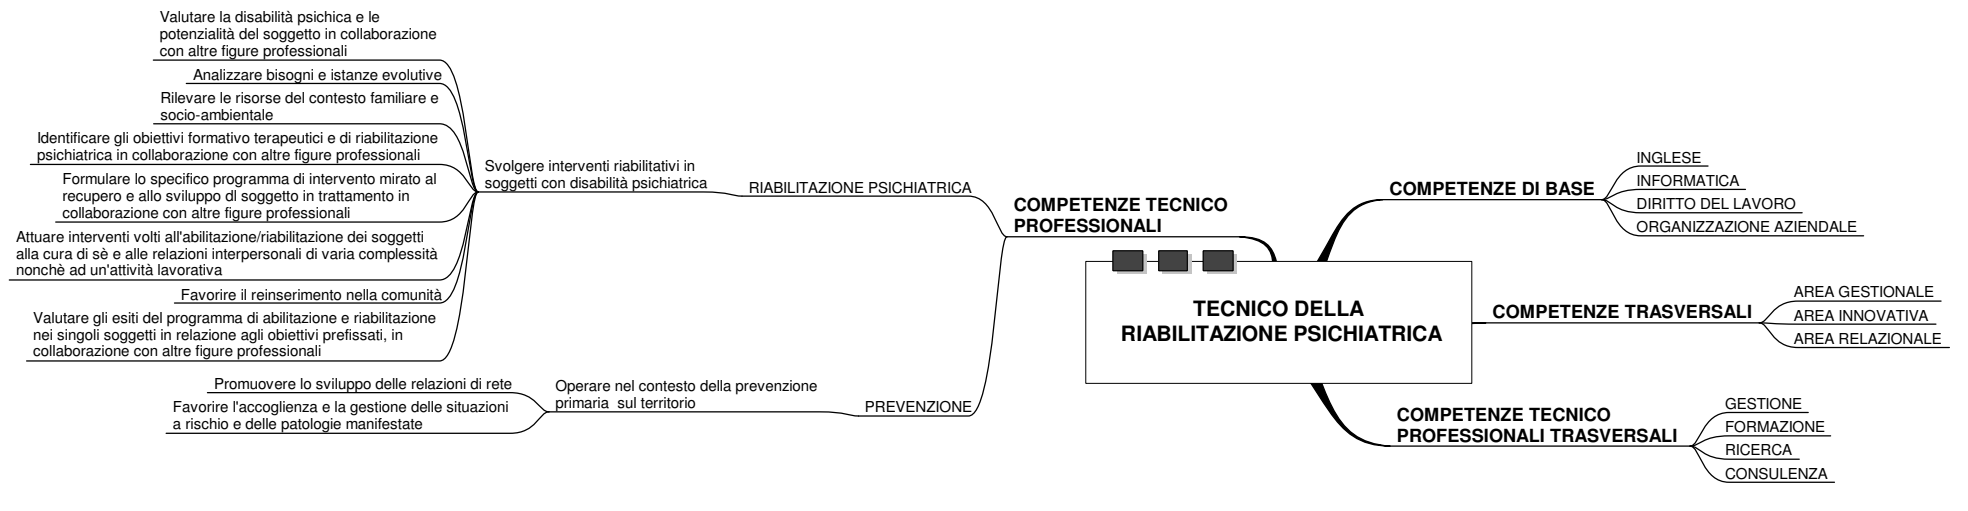 Valutare la disabilità psichica e le
potenzialità del soggetto in collaborazione
con altre figure professionali
Analizzare bisogni e istanze evolutive
Rilevare le risorse del contesto familiare e
socio-ambientale
Identificare gli obiettivi formativo terapeutici e di riabilitazione
psichiatrica in collaborazione con altre figure professionali
Formulare lo specifico programma di intervento mirato al
recupero e allo sviluppo di soggetto in trattamento in
collaborazione con altre figure professionali
Attuare interventi volti all'abilitazione/riabilitazione dei soggetti
alla cura di sè e alle relazioni interpersonali di varia complessità
nonchè ad un'attività lavorativa
Favorire il reinserimento nella comunità
Valutare gli esiti del programma di abilitazione e riabilitazione
nei singoli soggetti in relazione agli obiettivi prefissati, in
collaborazione con altre figure professionali
Svolgere interventi riabilitativi in
soggetti con disabilità psichiatrica
RIABILITAZIONE PSICHIATRICA
Promuovere lo sviluppo delle relazioni di rete
Favorire l'accoglienza e la gestione delle situazioni
a rischio e delle patologie manifestate
Operare nel contesto della prevenzione
primaria  sul territorio
PREVENZIONE
COMPETENZE TECNICO
PROFESSIONALI
TECNICO DELLA
RIABILITAZIONE PSICHIATRICA
COMPETENZE DI BASE
INGLESE
INFORMATICA
DIRITTO DEL LAVORO
ORGANIZZAZIONE AZIENDALE
COMPETENZE TRASVERSALI
AREA GESTIONALE
AREA INNOVATIVA
AREA RELAZIONALE
COMPETENZE TECNICO
PROFESSIONALI TRASVERSALI
GESTIONE
FORMAZIONE
RICERCA
CONSULENZA